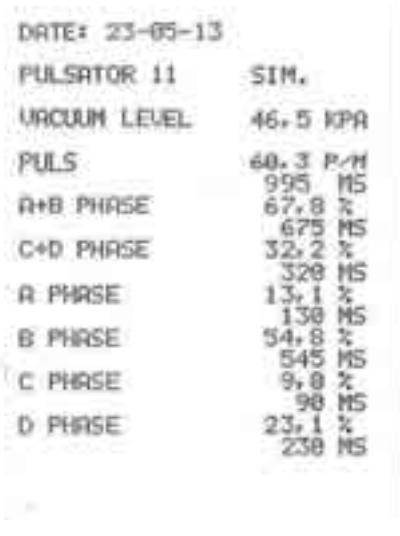 DATE: 23-05-13
PULSATOR 11 SIM.
VACUUM LEVEL 46.5 KPA
PULS 60.3 P/M
995 MS
A+B PHASE 67.8 %
675 MS
C+D PHASE 32.2 %
320 MS
A PHASE 13.1 %
130 MS
B PHASE 54.8 %
545 MS
C PHASE 9.0 %
90 MS
D PHASE 23.1 %
230 MS